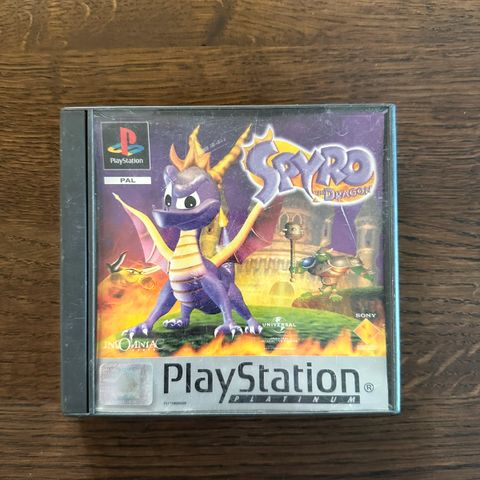 PlayStation
PAL
SPYRO
THE DRAGON
INSOMNIAC
UNIVERSAL
SONY
PlayStation®
PLATINUM